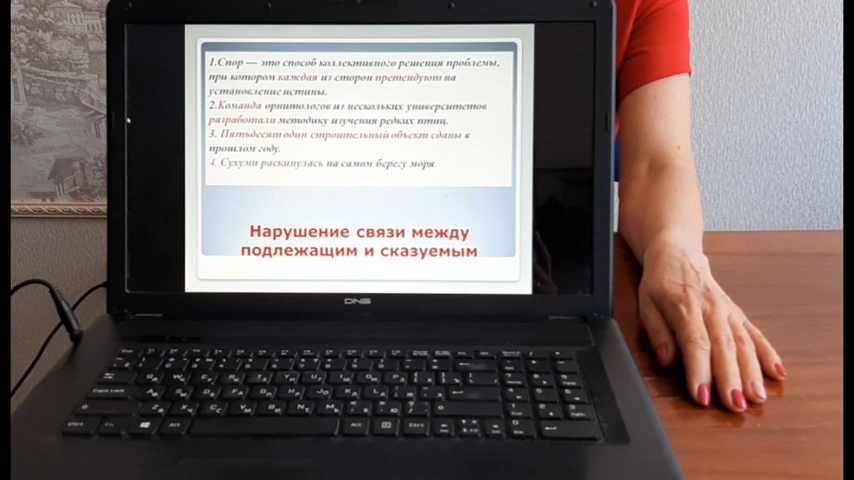 1.Спор — это способ коллективного решения проблемы,
при котором каждая из сторон претендуют на
установление истины.
2.Команда орнитологов из нескольких университетов
разработали методику изучения редких птиц.
3. Пятьдесят один строительный объект сданы в
прошлом году.
4. Сухуми раскинулась на самом берегу моря.
Нарушение связи между
подлежащим и сказуемым
DNS